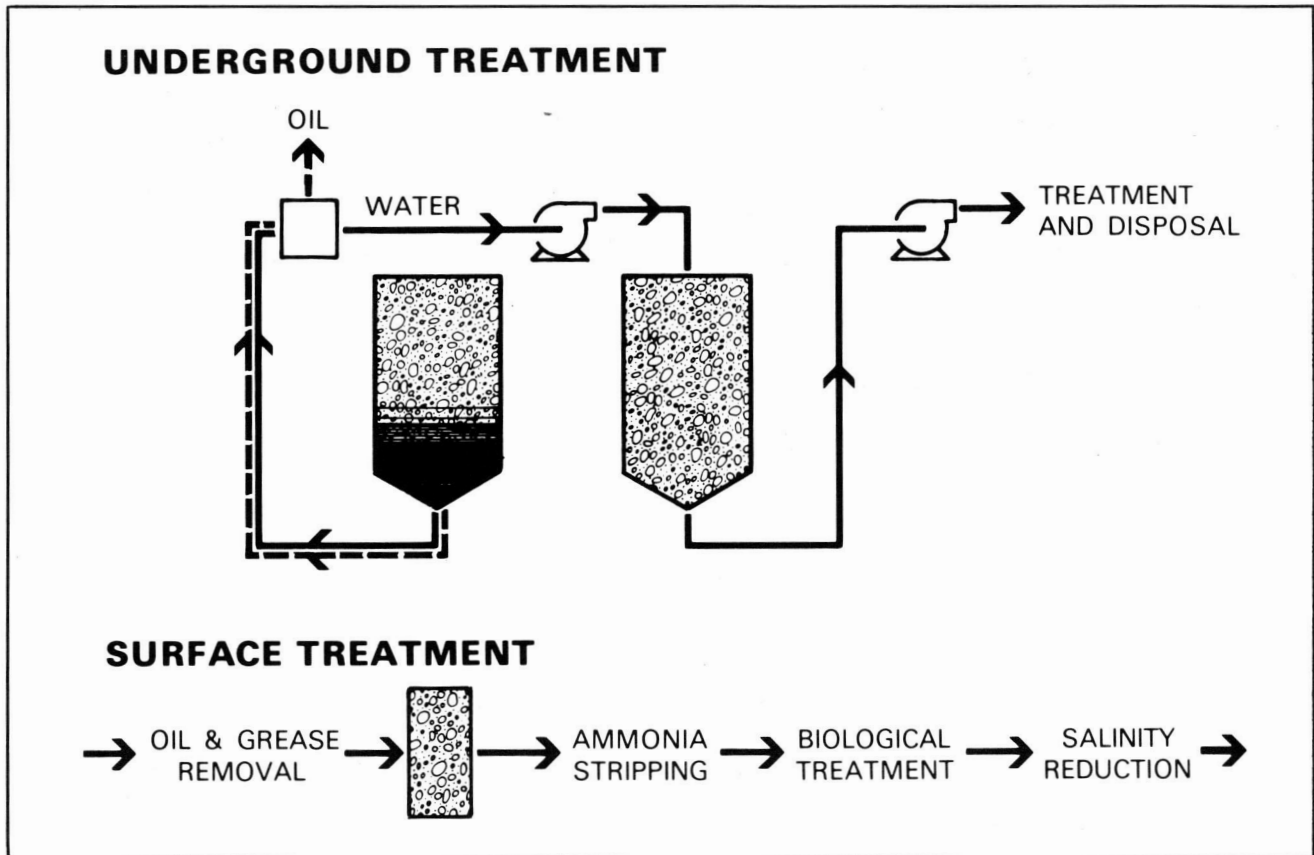 UNDERGROUND TREATMENT
OIL
WATER
TREATMENT
AND DISPOSAL
SURFACE TREATMENT
OIL & GREASE
REMOVAL
AMMONIA
STRIPPING
BIOLOGICAL
TREATMENT
SALINITY
REDUCTION